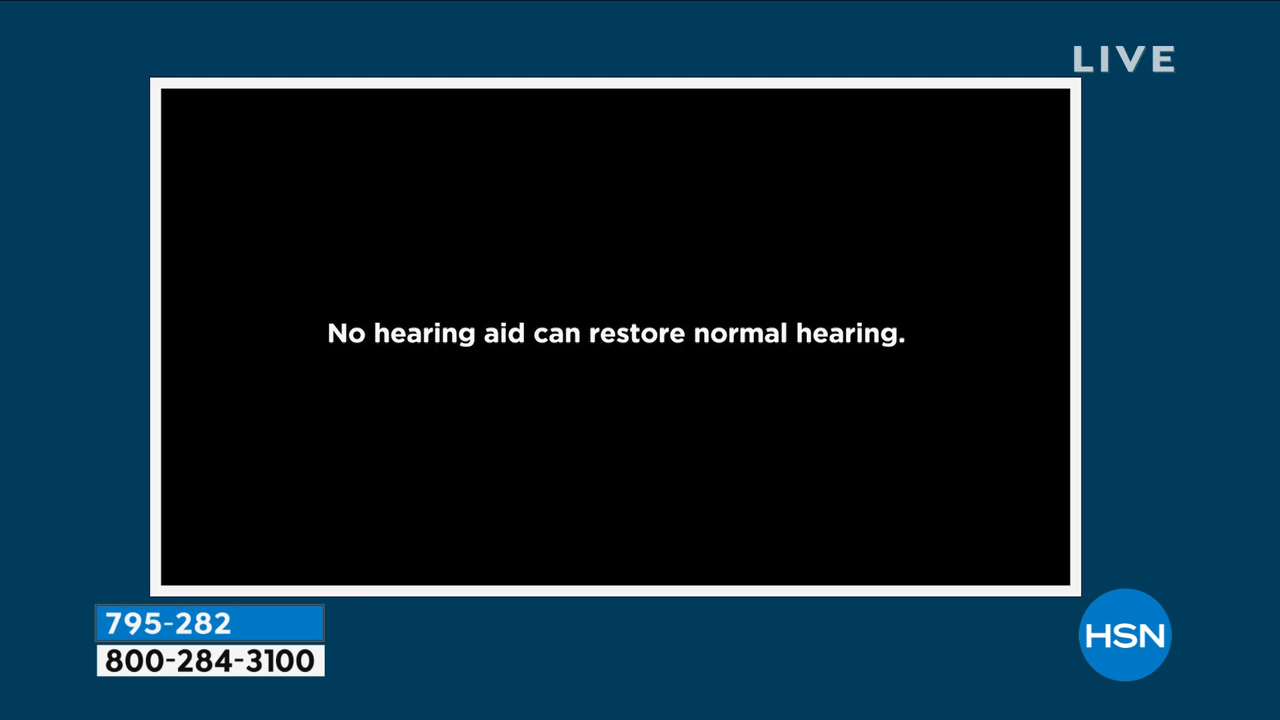 LIVE
No hearing aid can restore normal hearing.
795-282
800-284-3100
HSN